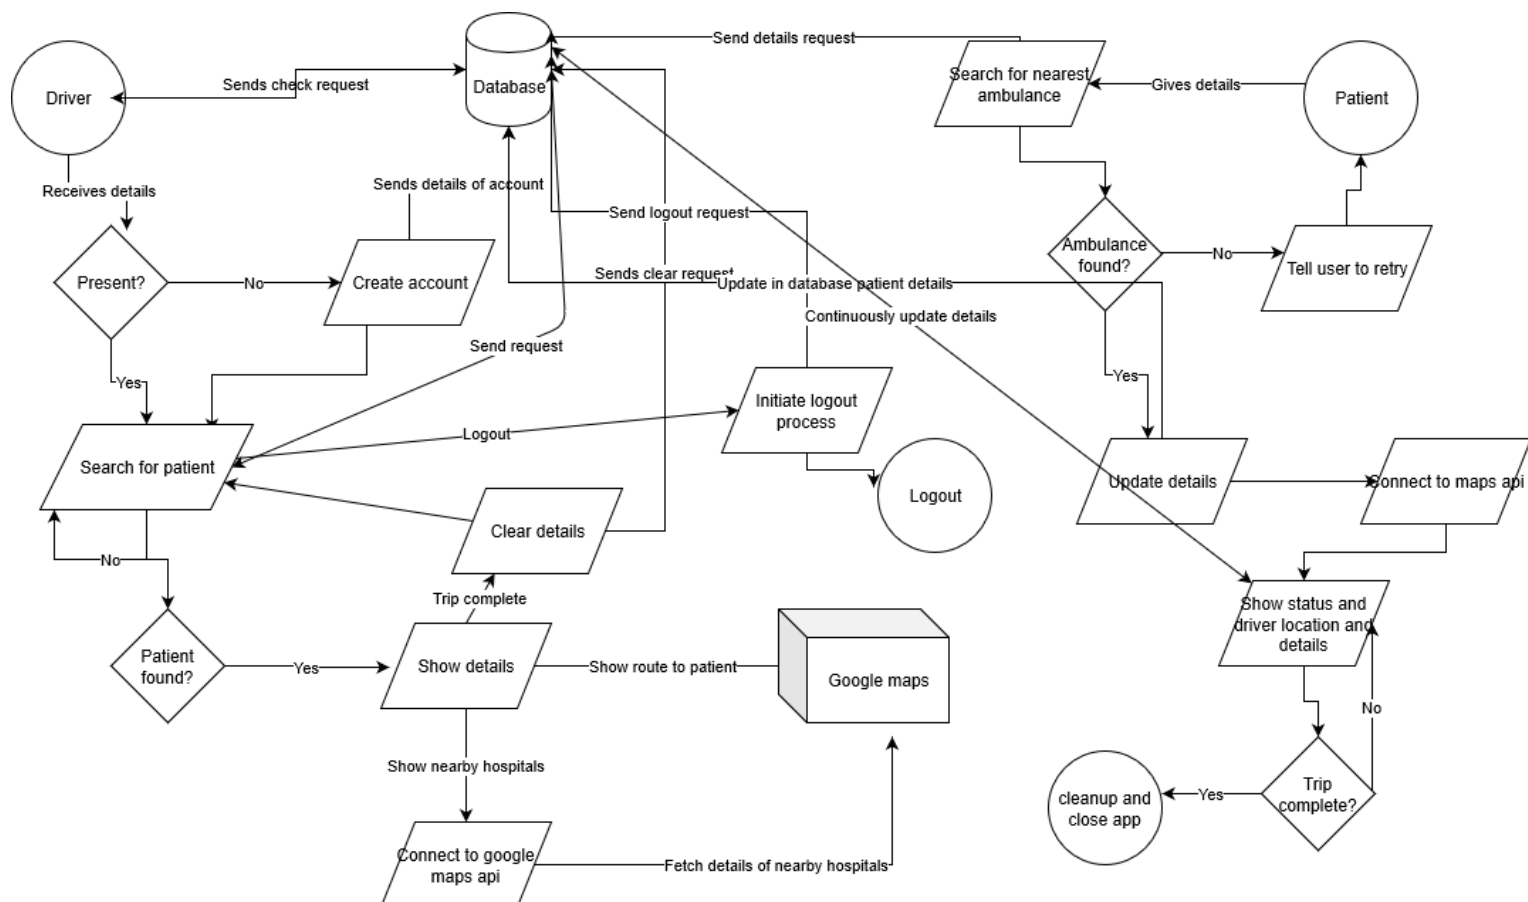 Send details request
Driver
Database
Sends check request
Search for nearest
ambulance
Gives details
Patient
Receives details
Sends details of account
Send logout request
Present?
No
Create account
Ambulance
found?
No
Tell user to retry
Sends clear request
Update in database patient details
Continuously update details
Send request
Yes
Yes
Initiate logout
process
Logout
Search for patient
Logout
Update details
Connect to maps api
Clear details
No
Trip complete
Show status and
driver location and
details
Patient
found?
Yes
Show details
Show route to patient
Google maps
No
Show nearby hospitals
cleanup and
close app
Yes
Trip
complete?
Connect to google
maps api
Fetch details of nearby hospitals